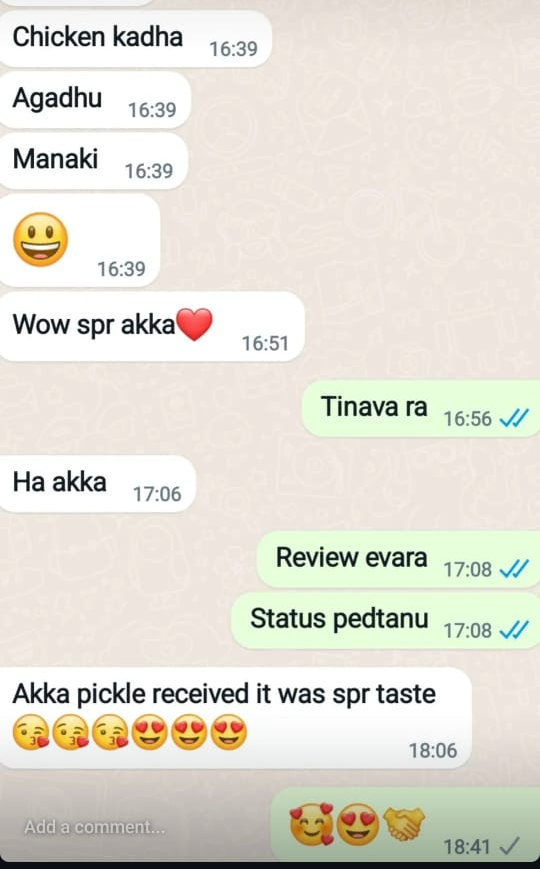 Chicken kadha 16:39
Agadhu 16:39
Manaki 16:39
😃 16:39
Wow spr akka❤️ 16:51
Tinava ra 16:56
Ha akka 17:06
Review evara 17:08
Status pedtanu 17:08
Akka pickle received it was spr taste
😘😘😘😍😍😍 18:06
🥰😍🤝 18:41
Add a comment...